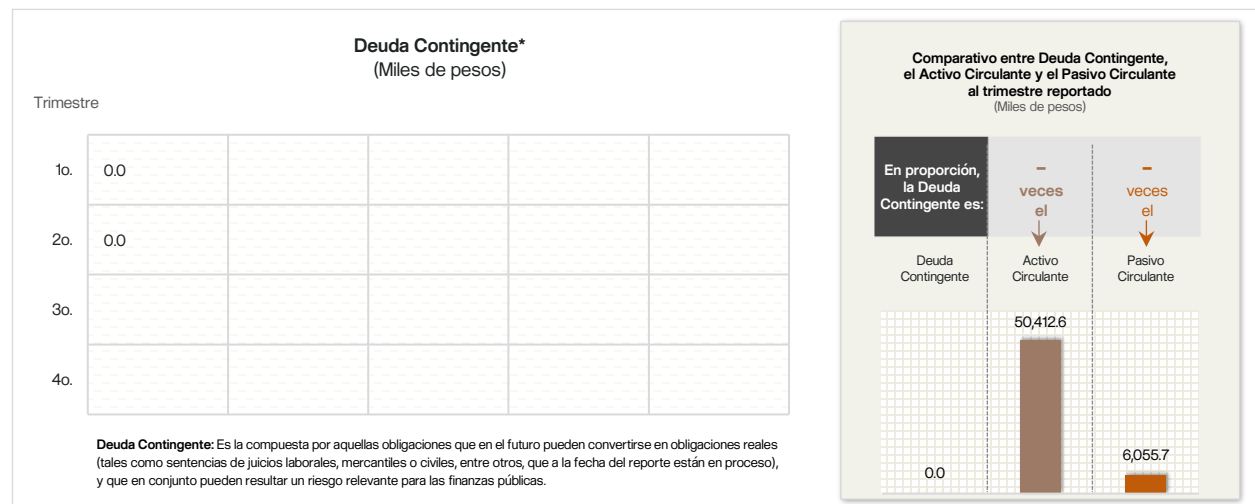 Deuda Contingente*
(Miles de pesos)
Trimestre
1o.
0.0
2o.
0.0
3o.
4o.
Deuda Contingente: Es la compuesta por aquellas obligaciones que en el futuro pueden convertirse en obligaciones reales
(tales como sentencias de juicios laborales, mercantiles o civiles, entre otros, que a la fecha del reporte están en proceso),
y que en conjunto pueden resultar un riesgo relevante para las finanzas públicas.
Comparativo entre Deuda Contingente,
el Activo Circulante y el Pasivo Circulante
al trimestre reportado
(Miles de pesos)
En proporción,
la Deuda
Contingente es:
–
veces
el
–
veces
el
Deuda
Contingente
Activo
Circulante
Pasivo
Circulante
0.0
50,412.6
6,055.7